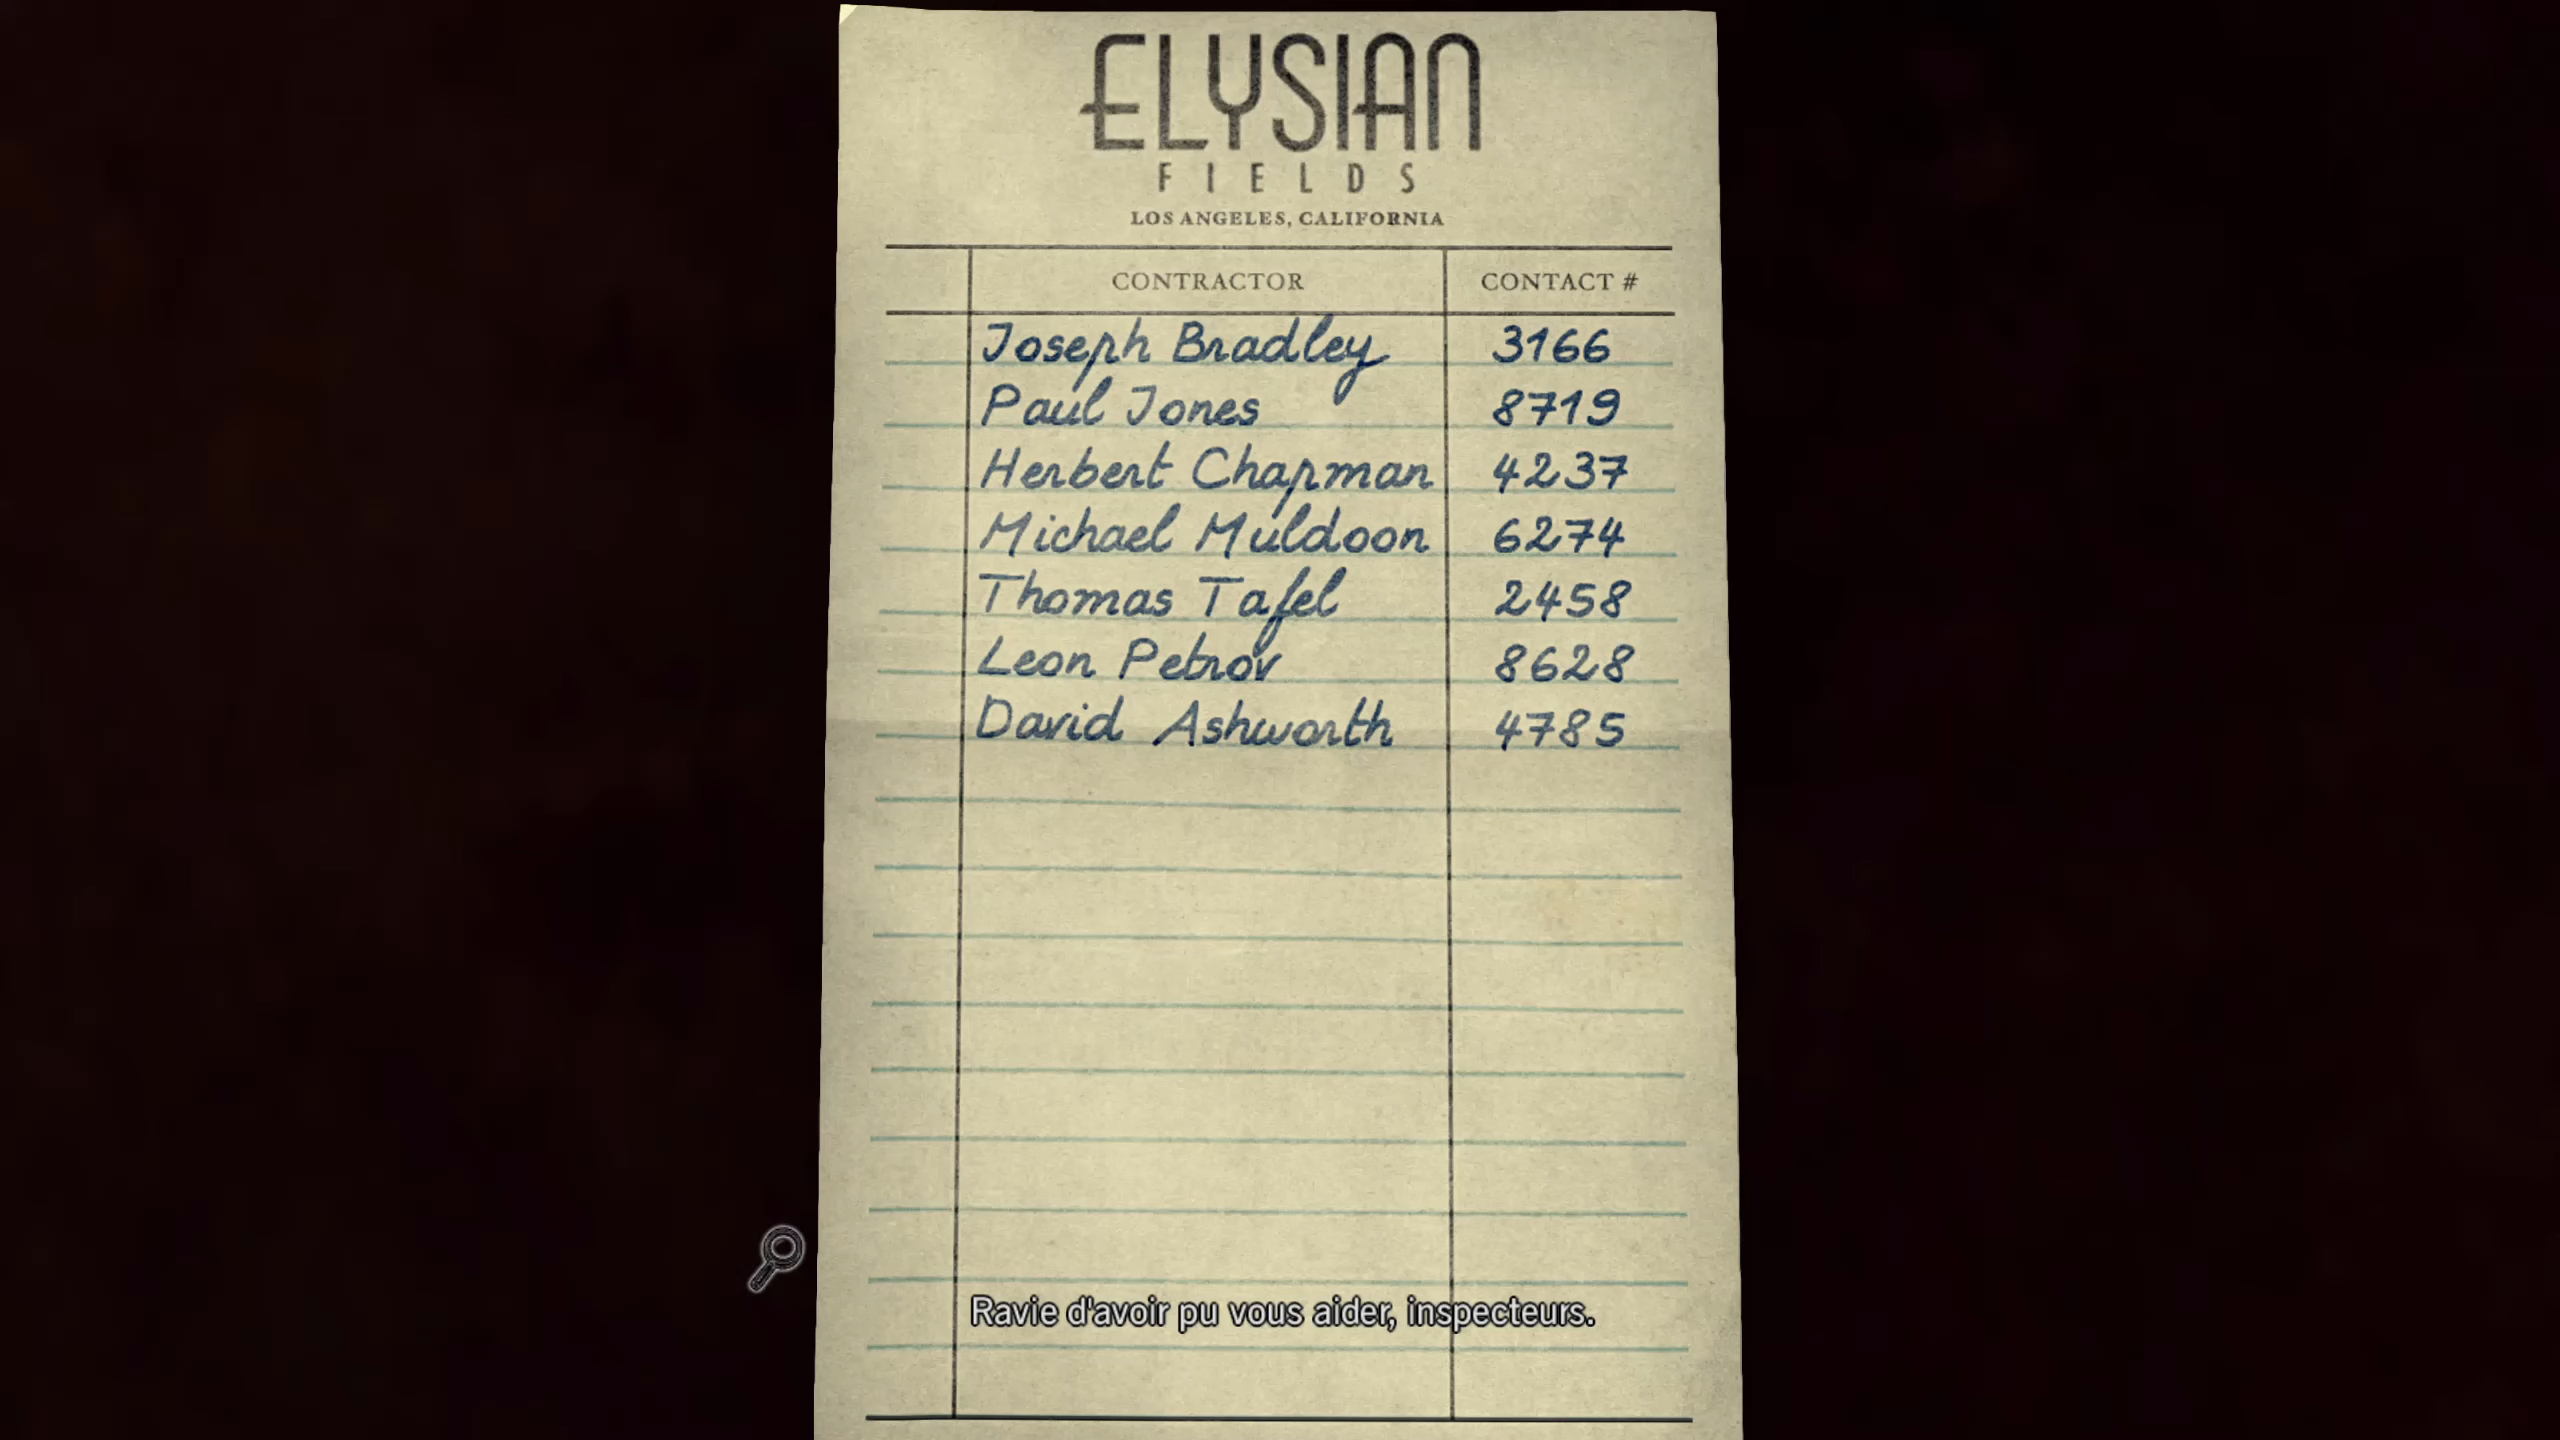 ELYSIAN
FIELDS
LOS ANGELES, CALIFORNIA
CONTRACTOR CONTACT #
Joseph Bradley 3166
Paul Jones 8719
Herbert Chapman 4237
Michael Muldoon 6274
Thomas Tafel 2458
Leon Petrov 8628
David Ashworth 4785
Ravie d'avoir pu vous aider, inspecteurs.